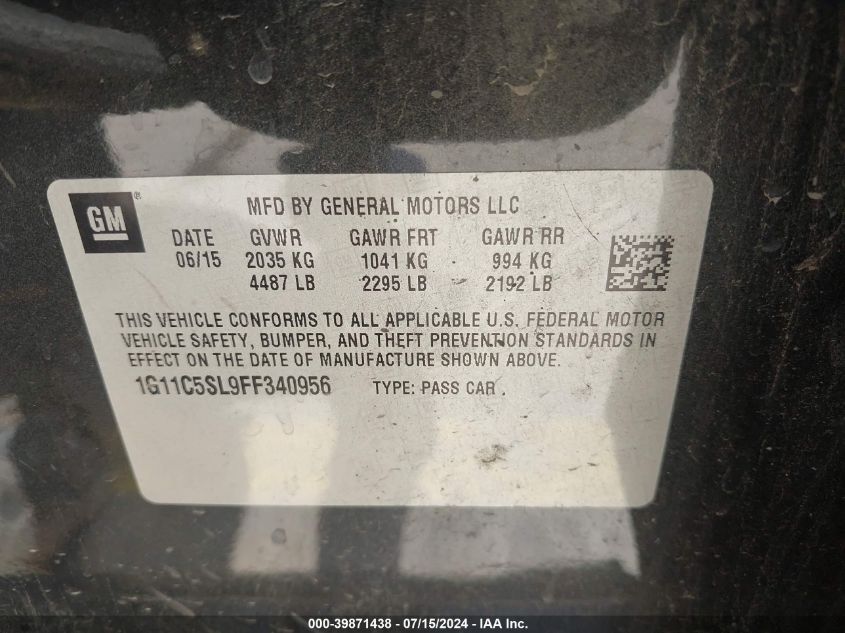 GM®
MFD BY GENERAL MOTORS LLC
DATE GVWR GAWR FRT GAWR RR
06/15 2035 KG 1041 KG 994 KG
4487 LB 2295 LB 2192 LB
THIS VEHICLE CONFORMS TO ALL APPLICABLE U.S. FEDERAL MOTOR
VEHICLE SAFETY, BUMPER, AND THEFT PREVENTION STANDARDS IN
EFFECT ON THE DATE OF MANUFACTURE SHOWN ABOVE.
1G11C5SL9FF340956 TYPE: PASS CAR
000-39871438 - 07/15/2024 - IAA Inc.